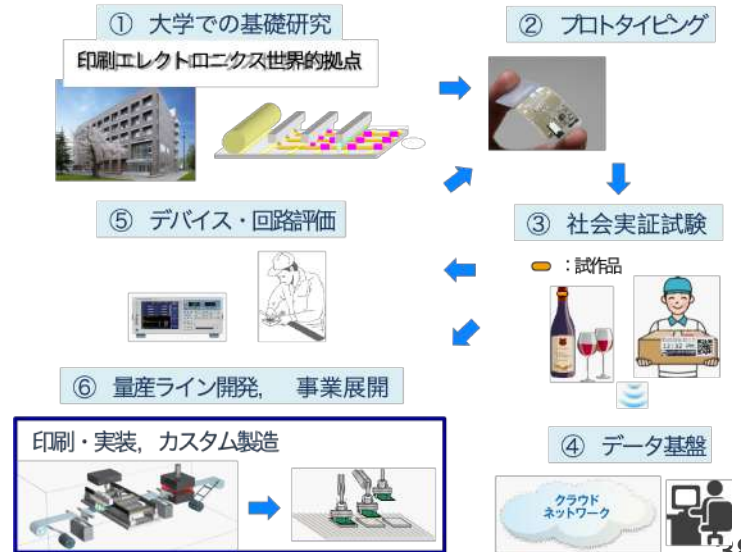 ① 大学での基礎研究
印刷エレクトロニクス世界的拠点
② プロトタイピング
⑤ デバイス・回路評価
③ 社会実証試験
：試作品
⑥ 量産ライン開発, 事業展開
印刷・実装, カスタム製造
④ データ基盤
クラウド
ネットワーク